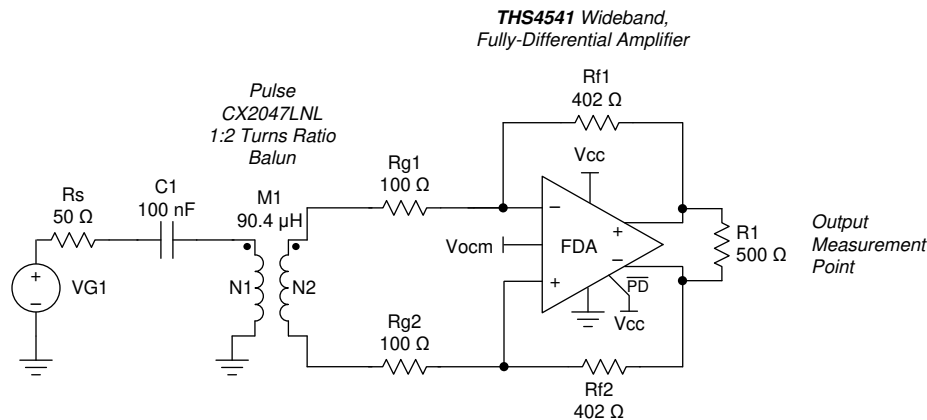 THS4541 Wideband,
Fully-Differential Amplifier
Rf1
402 Ω
Pulse
CX2047LNL
1:2 Turns Ratio
Balun
Vcc
Rg1
100 Ω
C1
100 nF
M1
90.4 µH
Rs
50 Ω
−
+
R1
500 Ω
Output
Measurement
Point
Vocm
FDA
+
−
VG1
+
−
N1
N2
PD
Vcc
Rg2
100 Ω
Rf2
402 Ω